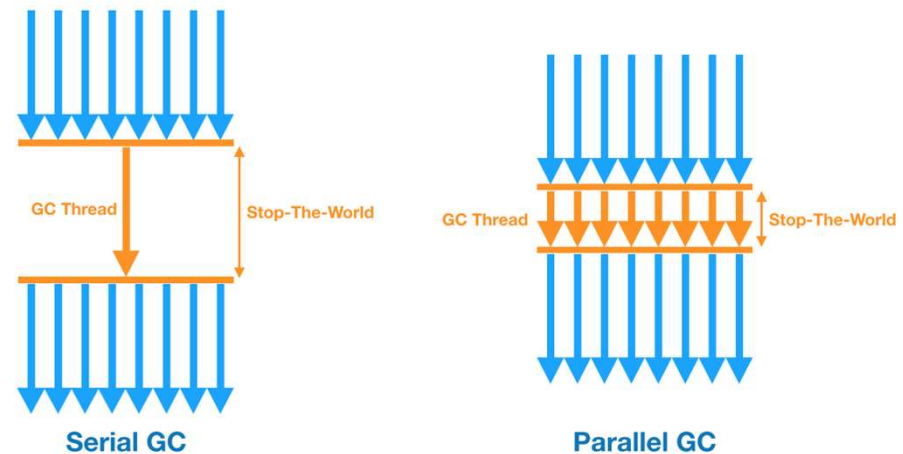 GC Thread
Stop-The-World
Serial GC
GC Thread
Stop-The-World
Parallel GC